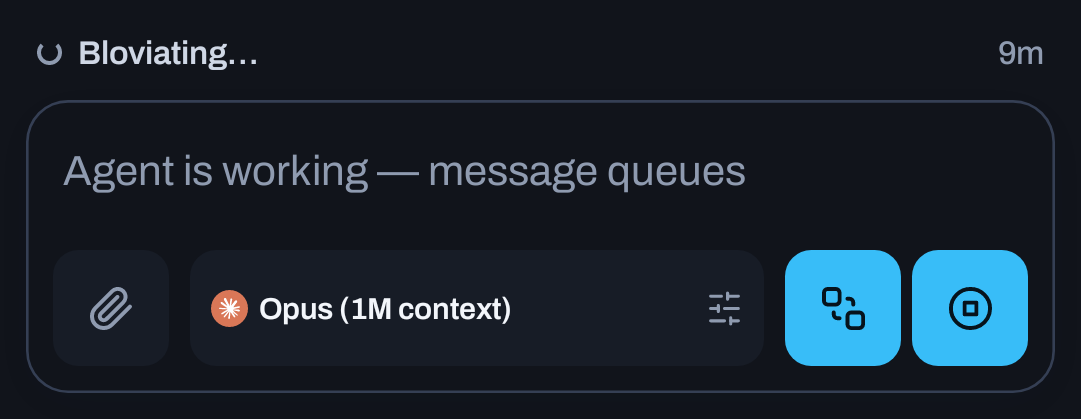 Bloviating...
9m
Agent is working — message queues
Opus (1M context)